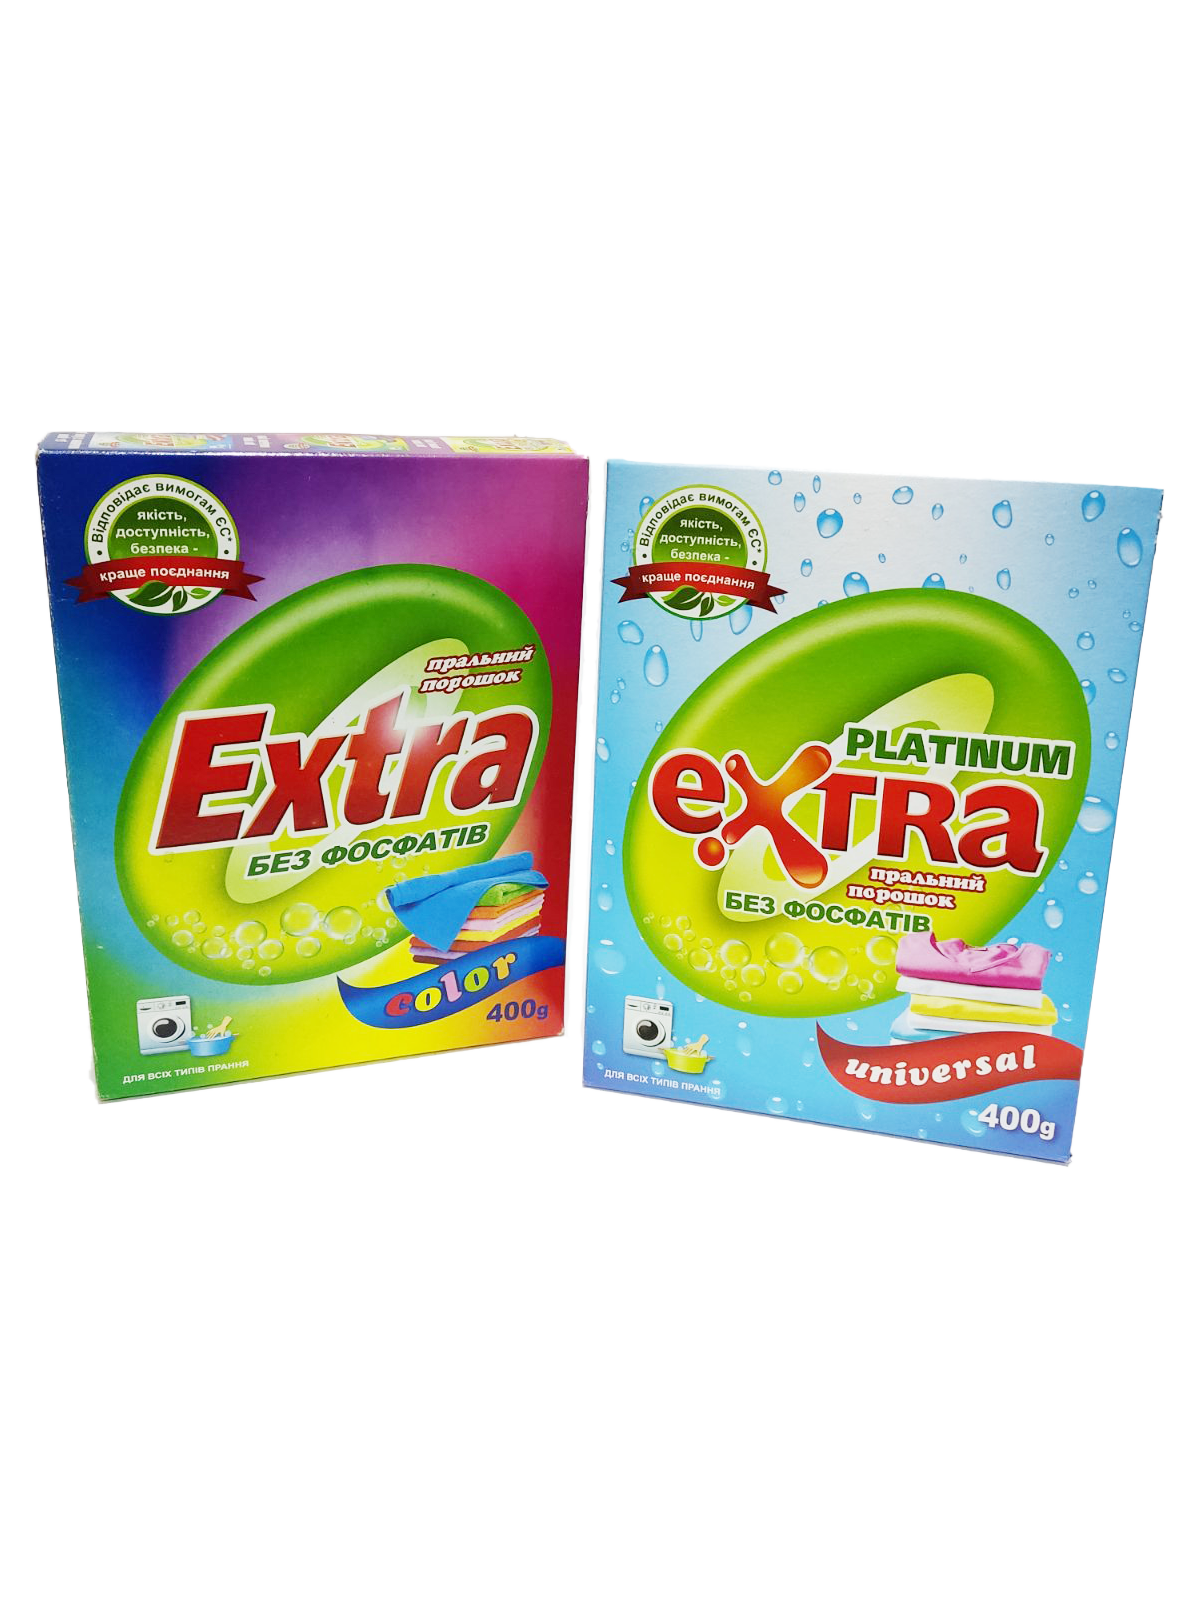 Відповідає вимогам ЄС*
якість,
доступність,
безпека -
краще поєднання
пральний
порошок
Extra
БЕЗ ФОСФАТІВ
color
400g
ДЛЯ ВСІХ ТИПІВ ПРАННЯ
Відповідає вимогам ЄС*
якість,
доступність,
безпека -
краще поєднання
PLATINUM
exTRa
пральний
порошок
БЕЗ ФОСФАТІВ
universal
400g
ДЛЯ ВСІХ ТИПІВ ПРАННЯ